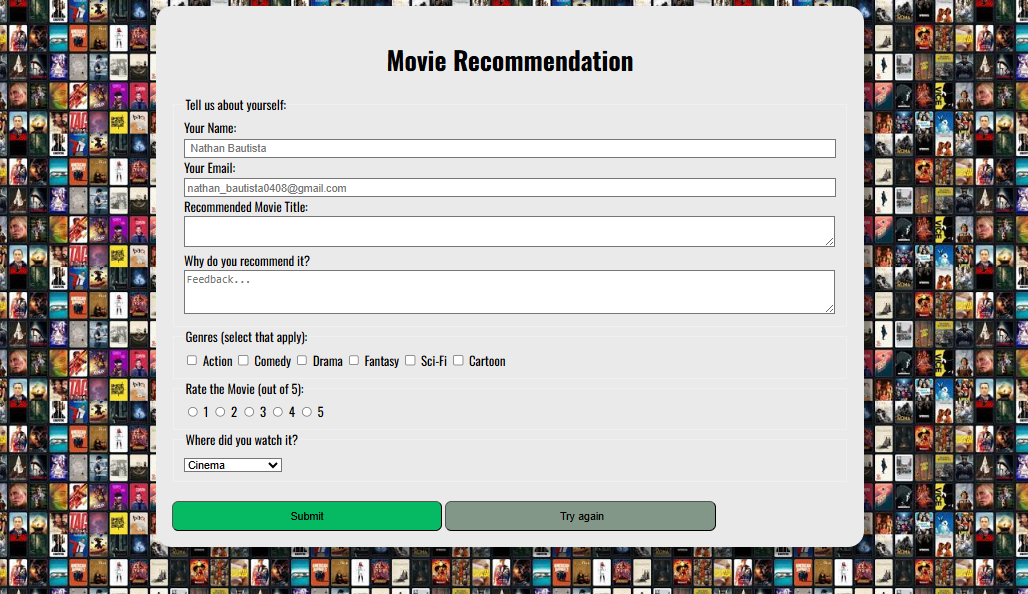 Movie Recommendation
Tell us about yourself:
Your Name:
Nathan Bautista
Your Email:
nathan_bautista0408@gmail.com
Recommended Movie Title:
Why do you recommend it?
Feedback...
Genres (select that apply):
Action Comedy Drama Fantasy Sci-Fi Cartoon
Rate the Movie (out of 5):
1 2 3 4 5
Where did you watch it?
Cinema
Submit Try again